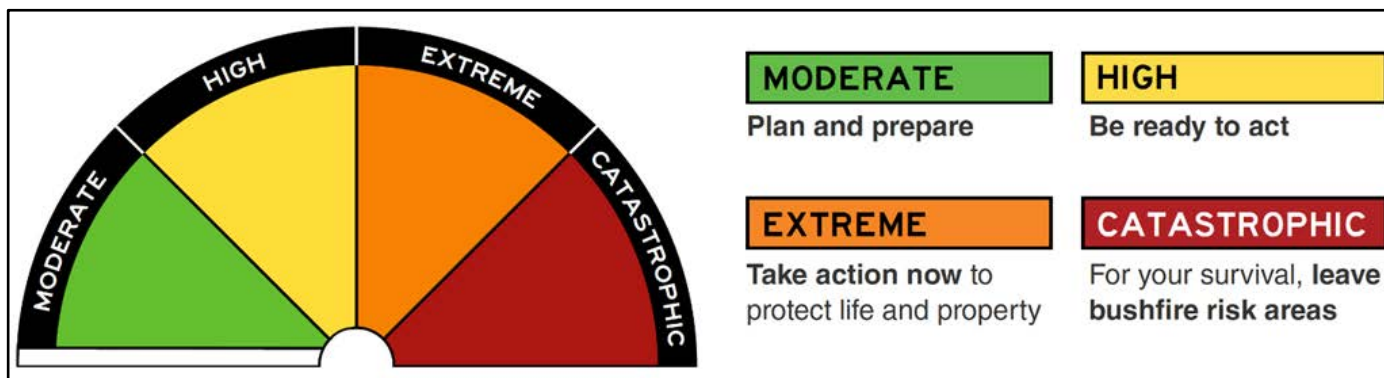 MODERATE
HIGH
EXTREME
CATASTROPHIC
MODERATE
Plan and prepare
HIGH
Be ready to act
EXTREME
Take action now to
protect life and property
CATASTROPHIC
For your survival, leave
bushfire risk areas